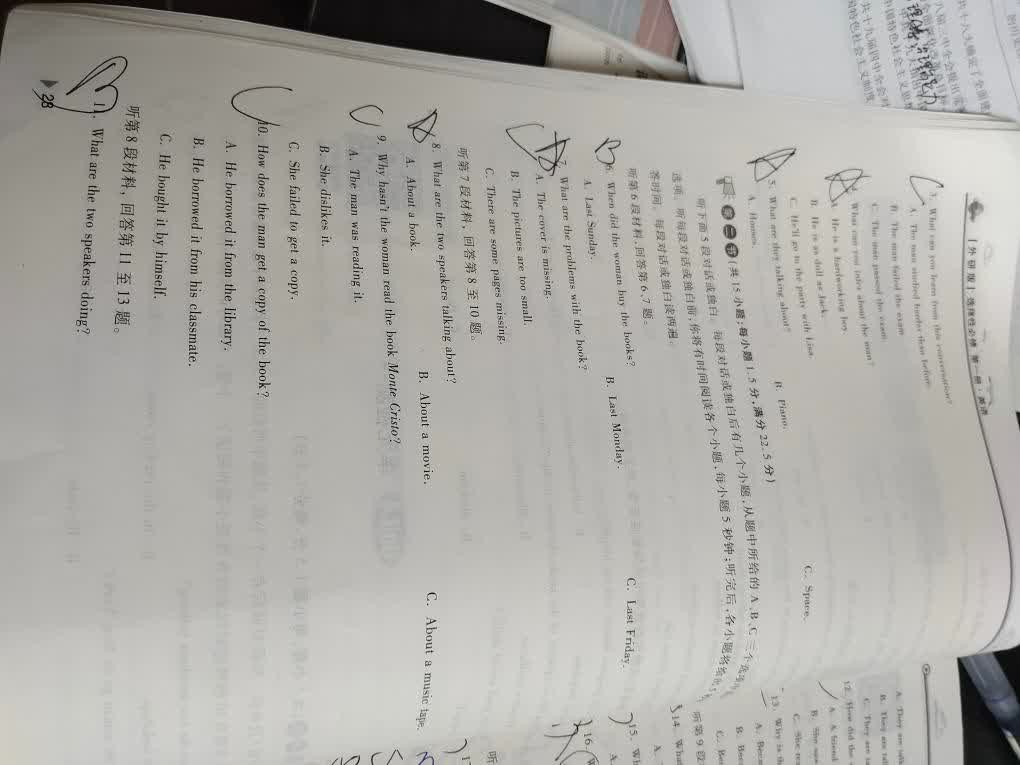 [外研版]·选择性必修 第一册·英语
C 3. What can you learn from this conversation?
A. The man studied harder than before.
B. The man failed the exam.
C. The man passed the exam.
A 4. What can you infer about the man?
A. He is a hardworking boy.
B. He is as dull as Jack.
C. He'll go to the party with Lisa.
A 5. What are they talking about?
A. Houses.
B. Piano.
C. Space.
第二节(共 15 小题;每小题 1.5 分,满分 22.5 分)
听下面 5 段对话或独白。每段对话或独白后有几个小题,从题中所给的 A、B、C 三个选项
选项。听每段对话或独白前,你将有时间阅读各个小题,每小题 5 秒钟;听完后,各小题将给出 5
答时间。每段对话或独白读两遍。
听第 6 段材料,回答第 6、7 题。
B 6. When did the woman buy the books?
A. Last Sunday.
B. Last Monday.
C. Last Friday.
7. What are the problems with the book?
A. The cover is missing.
B. The pictures are too small.
C. There are some pages missing.
听第 7 段材料,回答第 8 至 10 题。
A 8. What are the two speakers talking about?
A. About a book.
B. About a movie.
C. About a music tape.
C 9. Why hasn't the woman read the book Monte Cristo?
A. The man was reading it.
B. She dislikes it.
C. She failed to get a copy.
C 10. How does the man get a copy of the book?
A. He borrowed it from the library.
B. He borrowed it from his classmate.
C. He bought it by himself.
听第 8 段材料,回答第 11 至 13 题。
B 11. What are the two speakers doing?
28
A. They are talk
B. They are tal
C. They are ta
12. How did the
A. A friend
B. She saw
C. She rea
13. Why is th
A. Beca
B. Beca
C. Bec
听第 9 段
14. What
A.
15. Wh
A
16.
听